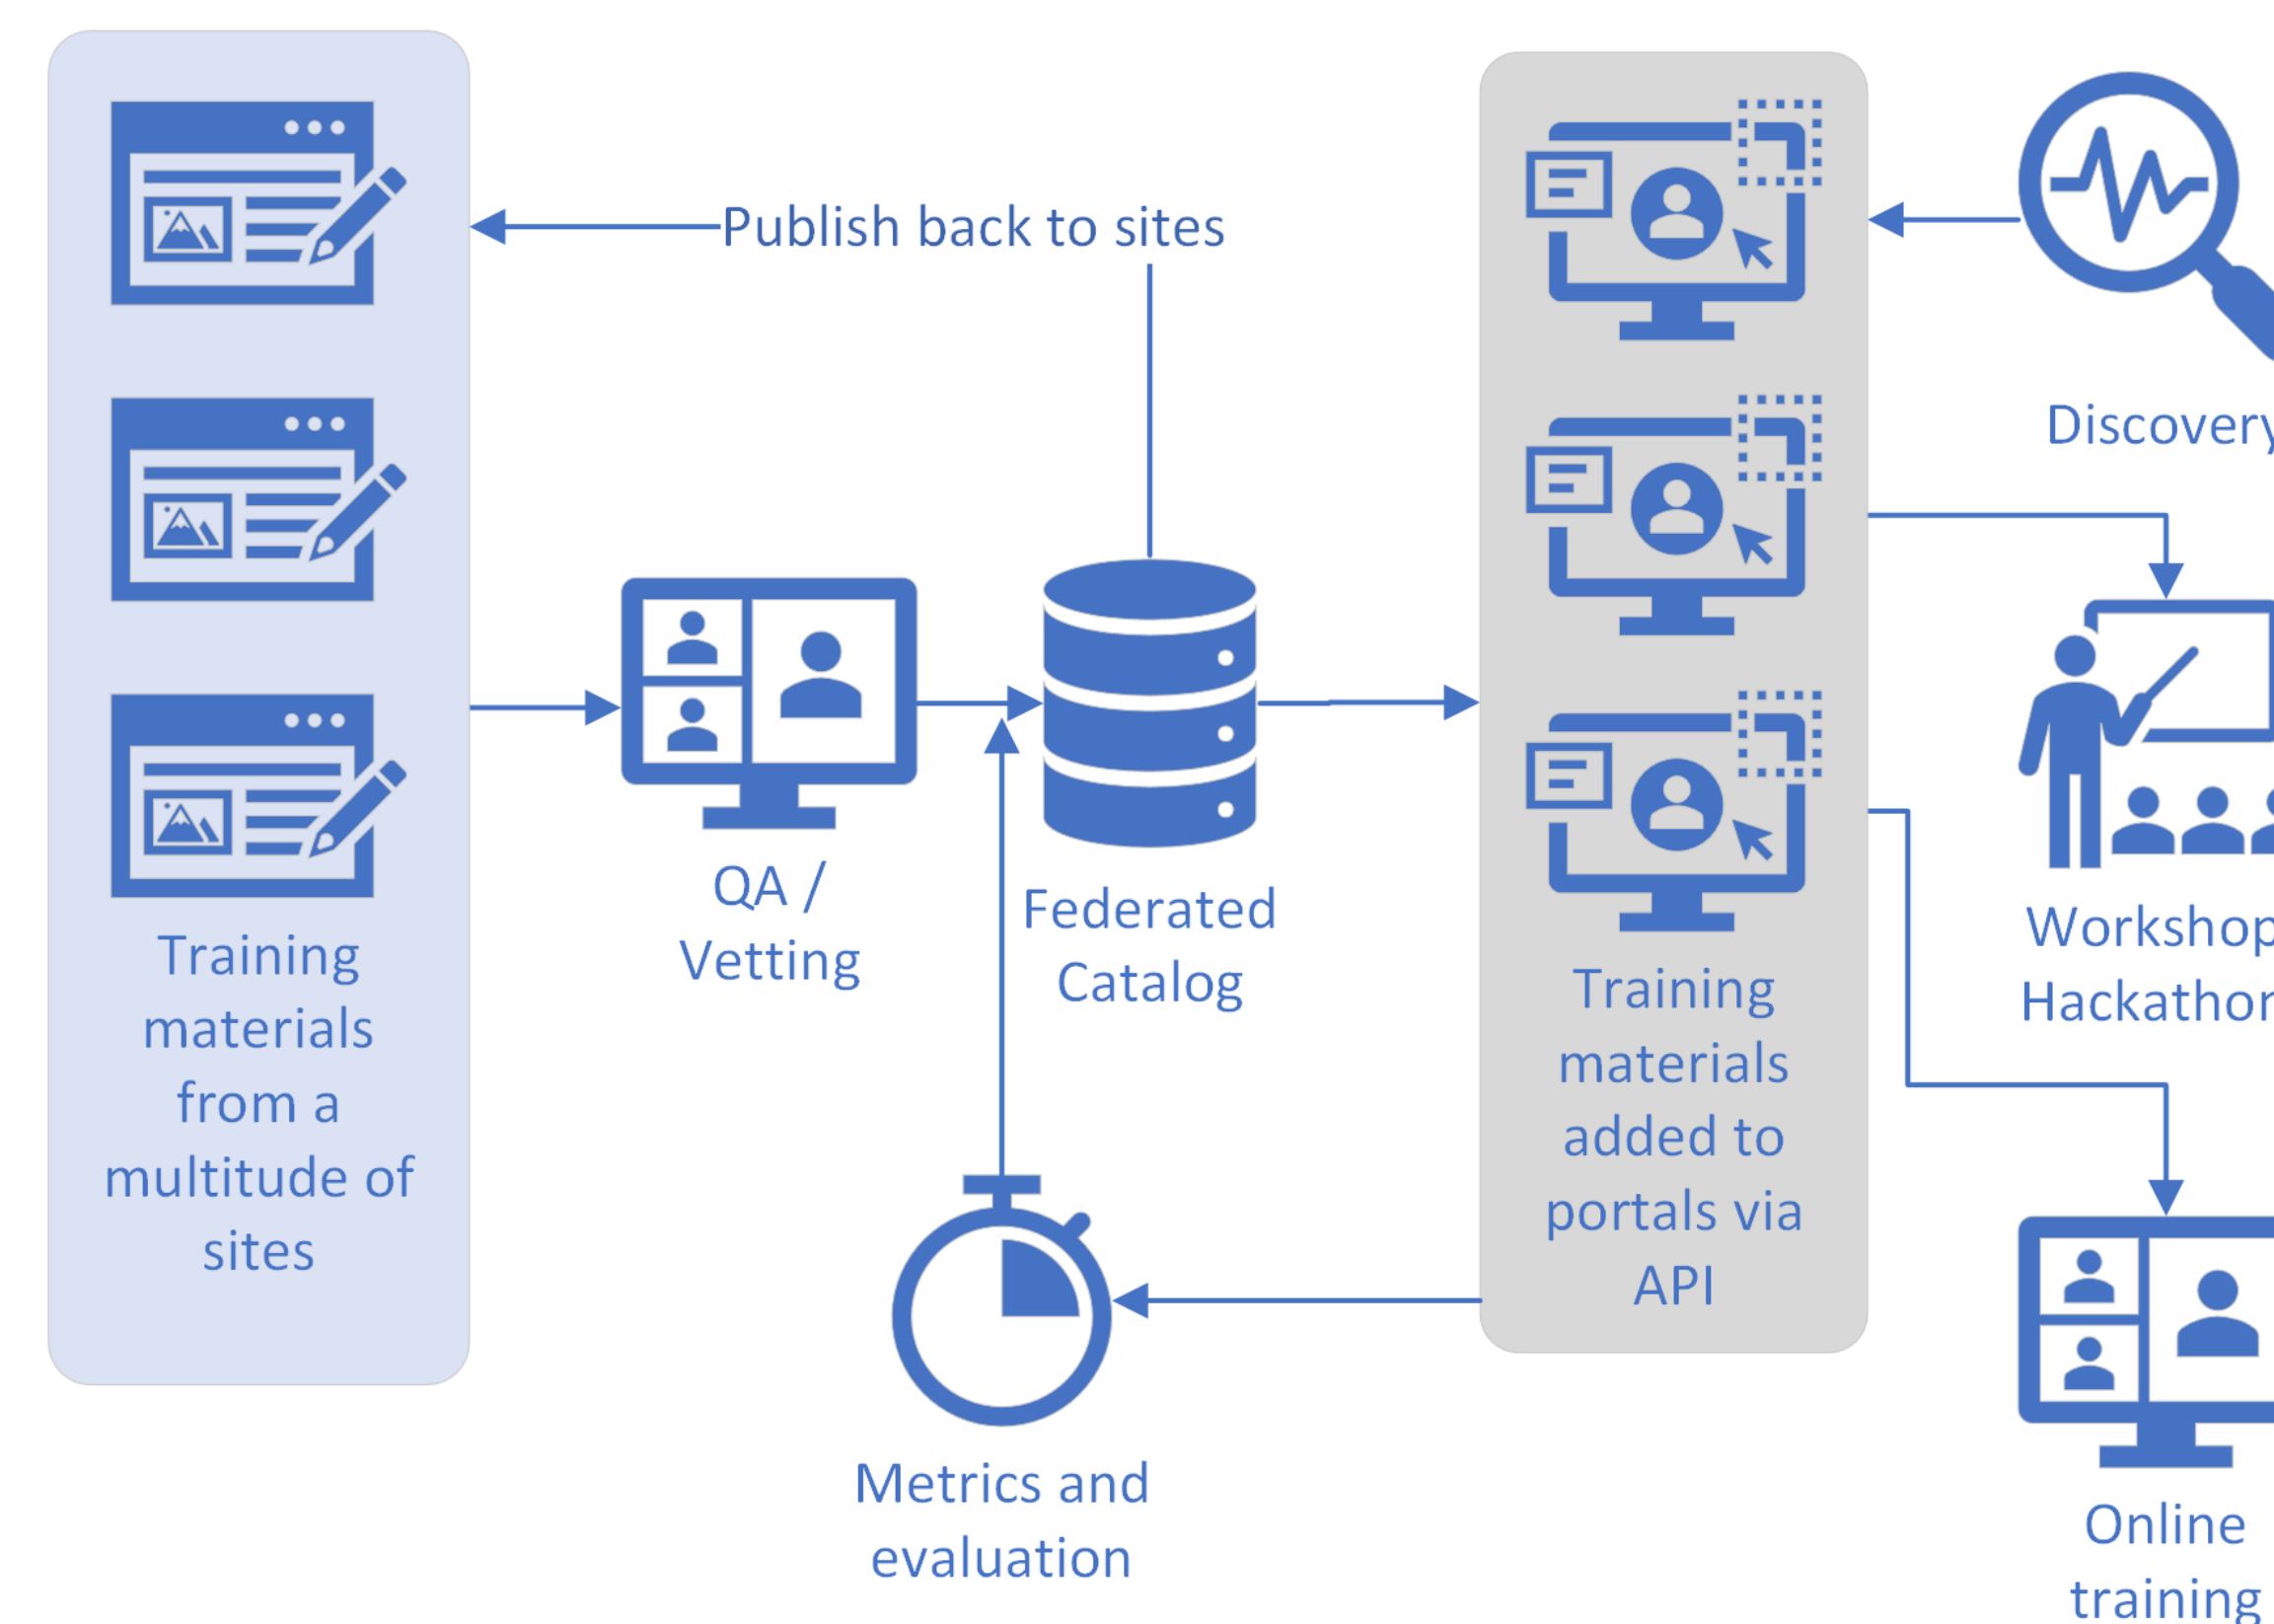 Publish back to sites
Training
materials
from a
multitude of
sites
QA /
Vetting
Federated
Catalog
Metrics and
evaluation
Training
materials
added to
portals via
API
Discovery
Workshop
Hackathon
Online
training